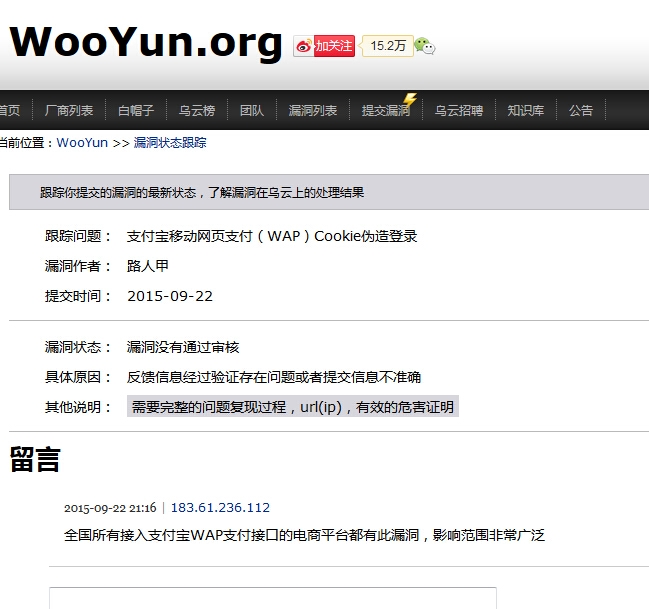 WooYun.org 加关注 15.2万
首页 厂商列表 白帽子 乌云榜 团队 漏洞列表 提交漏洞 乌云招聘 知识库 公告
当前位置：WooYun >> 漏洞状态跟踪
跟踪你提交的漏洞的最新状态，了解漏洞在乌云上的处理结果
跟踪问题： 支付宝移动网页支付（WAP）Cookie伪造登录
漏洞作者： 路人甲
提交时间： 2015-09-22
漏洞状态： 漏洞没有通过审核
具体原因： 反馈信息经过验证存在问题或者提交信息不准确
其他说明： 需要完整的问题复现过程，url(ip)，有效的危害证明
留言
2015-09-22 21:16 | 183.61.236.112
全国所有接入支付宝WAP支付接口的电商平台都有此漏洞，影响范围非常广泛